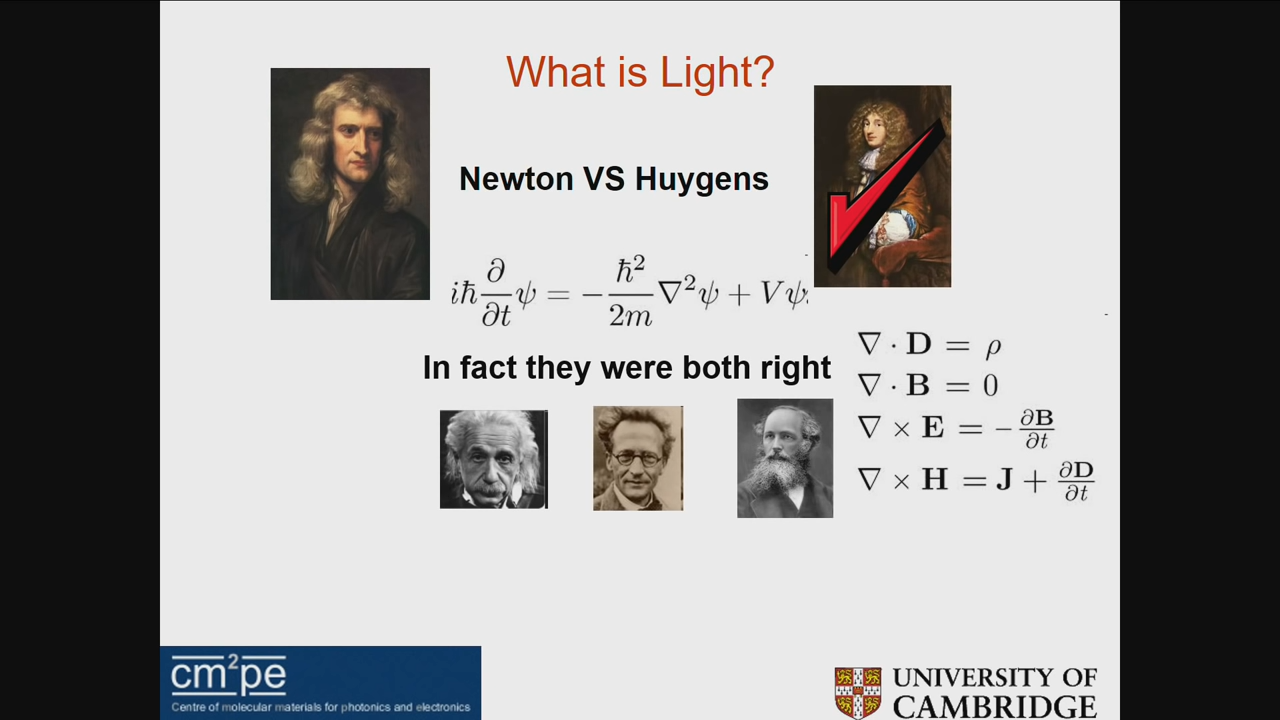 What is Light?
Newton VS Huygens
iħ ∂/∂t ψ = − ħ²/2m ∇²ψ + Vψ
In fact they were both right
∇ · D = ρ
∇ · B = 0
∇ × E = − ∂B/∂t
∇ × H = J + ∂D/∂t
cm²pe
Centre of molecular materials for photonics and electronics
UNIVERSITY OF
CAMBRIDGE